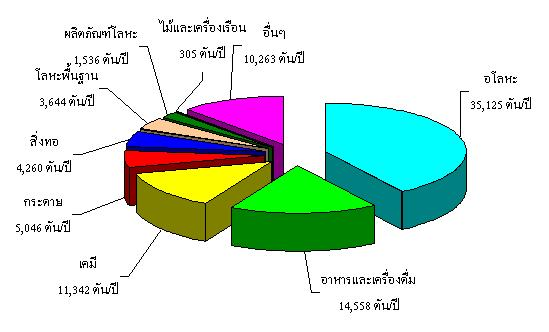 ไม้และเครื่องเรือน
305 ตัน/ปี
อื่นๆ
10,263 ตัน/ปี
ผลิตภัณฑ์โลหะ
1,536 ตัน/ปี
โลหะพื้นฐาน
3,644 ตัน/ปี
อโลหะ
35,125 ตัน/ปี
สิ่งทอ
4,260 ตัน/ปี
กระดาษ
5,046 ตัน/ปี
เคมี
11,342 ตัน/ปี
อาหารและเครื่องดื่ม
14,558 ตัน/ปี